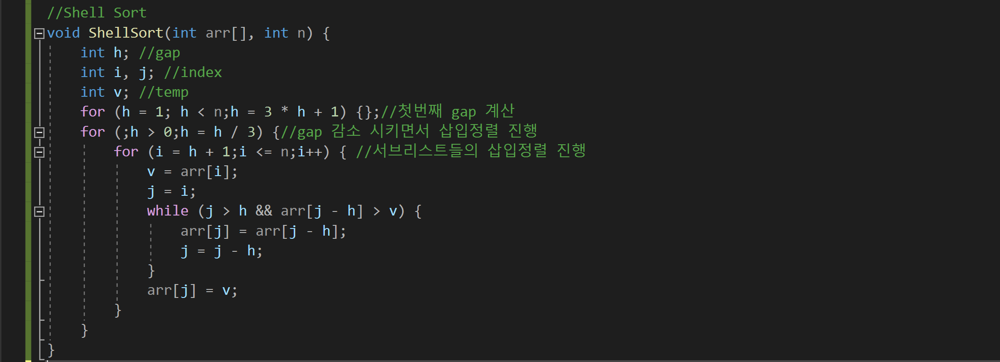 //Shell Sort
void ShellSort(int arr[], int n) {
    int h; //gap
    int i, j; //index
    int v; //temp
    for (h = 1; h < n;h = 3 * h + 1) {};//첫번째 gap 계산
    for (;h > 0;h = h / 3) {//gap 감소 시키면서 삽입정렬 진행
        for (i = h + 1;i <= n;i++) { //서브리스트들의 삽입정렬 진행
            v = arr[i];
            j = i;
            while (j > h && arr[j - h] > v) {
                arr[j] = arr[j - h];
                j = j - h;
            }
            arr[j] = v;
        }
    }
}